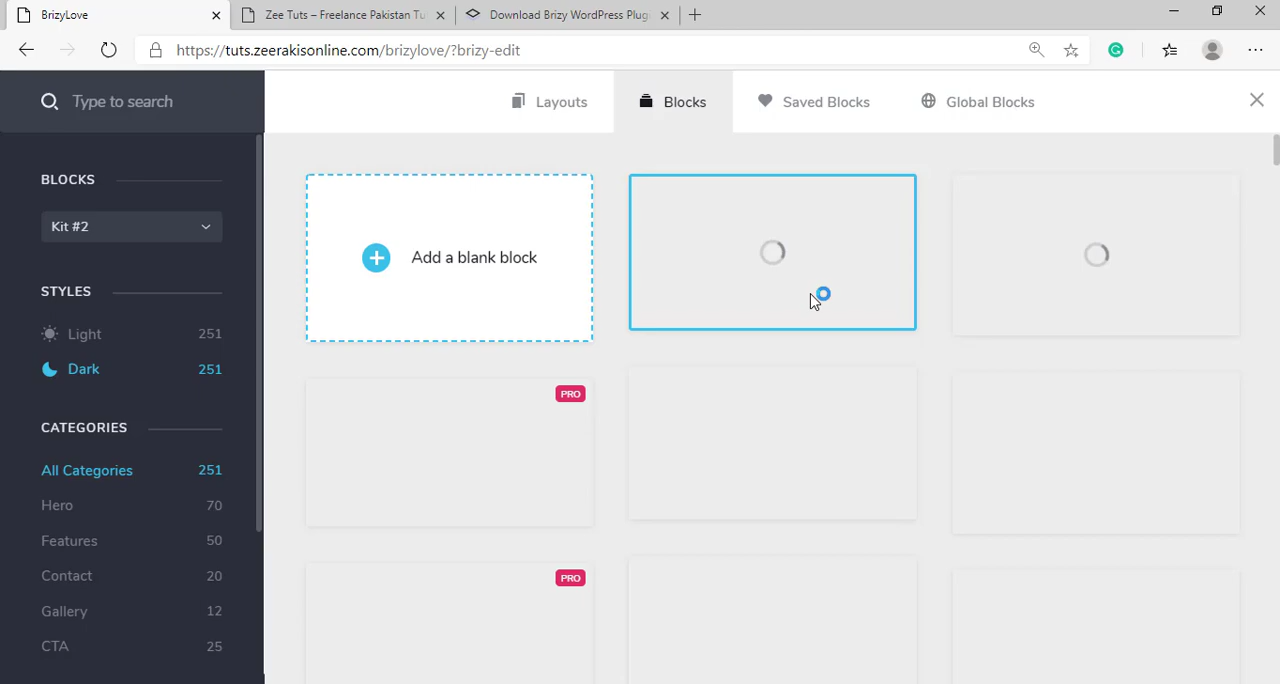 BrizyLove
Zee Tuts – Freelance Pakistan Tu
Download Brizy WordPress Plug
https://tuts.zeerakisonline.com/brizylove/?brizy-edit
Type to search
Layouts
Blocks
Saved Blocks
Global Blocks
BLOCKS
Kit #2
STYLES
Light 251
Dark 251
CATEGORIES
All Categories 251
Hero 70
Features 50
Contact 20
Gallery 12
CTA 25
Add a blank block
PRO
PRO